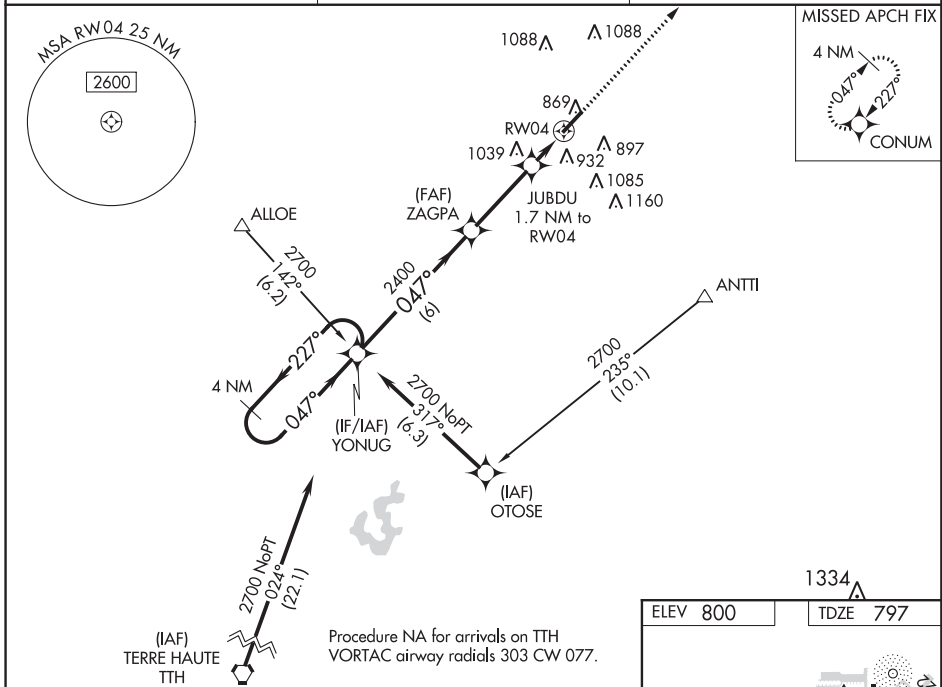 MSA RW04 25 NM
2600
1088
1088
MISSED APCH FIX
4 NM
047°
227°
CONUM
869
RW04
1039
932
897
1085
1160
JUBDU
1.7 NM to
RW04
(FAF)
ZAGPA
ALLOE
2700
142°
(6.2)
2400
047°
(6)
ANTTI
2700
235°
(10.1)
227°
4 NM
047°
(IF/IAF)
YONUG
2700 NoPT
317°
(6.3)
(IAF)
OTOSE
2700 NoPT
024°
(22.1)
(IAF)
TERRE HAUTE
TTH
Procedure NA for arrivals on TTH
VORTAC airway radials 303 CW 077.
1334
ELEV 800
TDZE 797